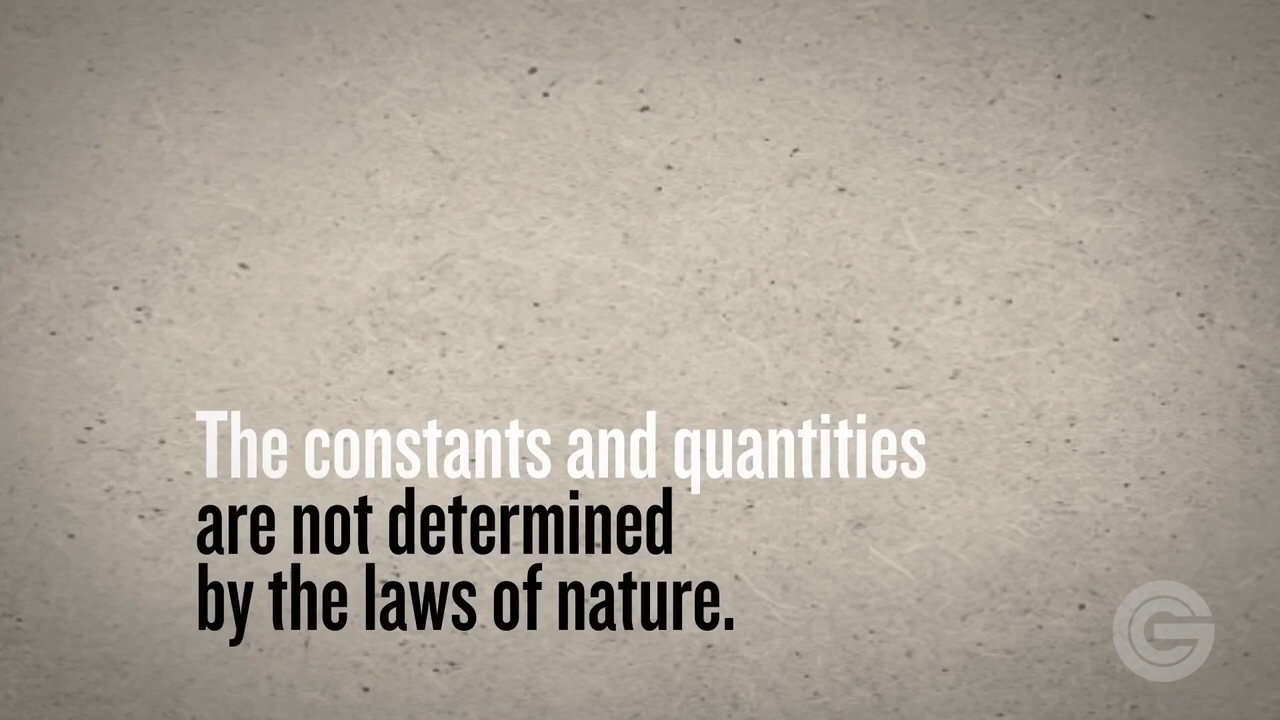 The constants and quantities
are not determined
by the laws of nature.